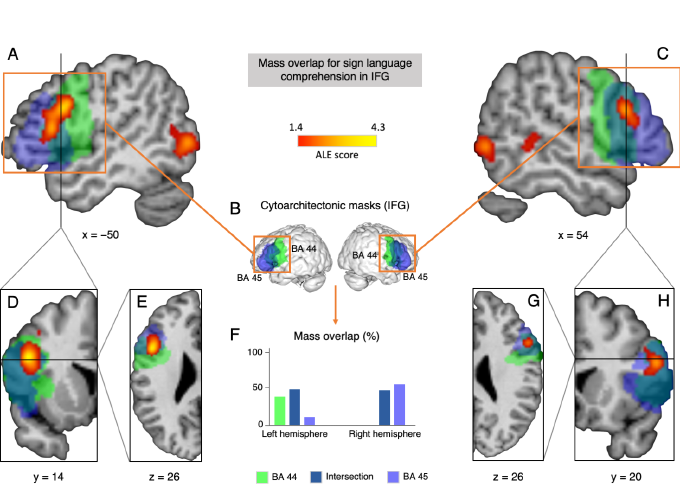 A
Mass overlap for sign language
comprehension in IFG
C
1.4
4.3
ALE score
B
Cytoarchitectonic masks (IFG)
x = −50
x = 54
BA 44
BA 44
BA 45
BA 45
D
E
G
H
F
Mass overlap (%)
100
50
0
Left hemisphere
Right hemisphere
y = 14
z = 26
BA 44
Intersection
BA 45
z = 26
y = 20